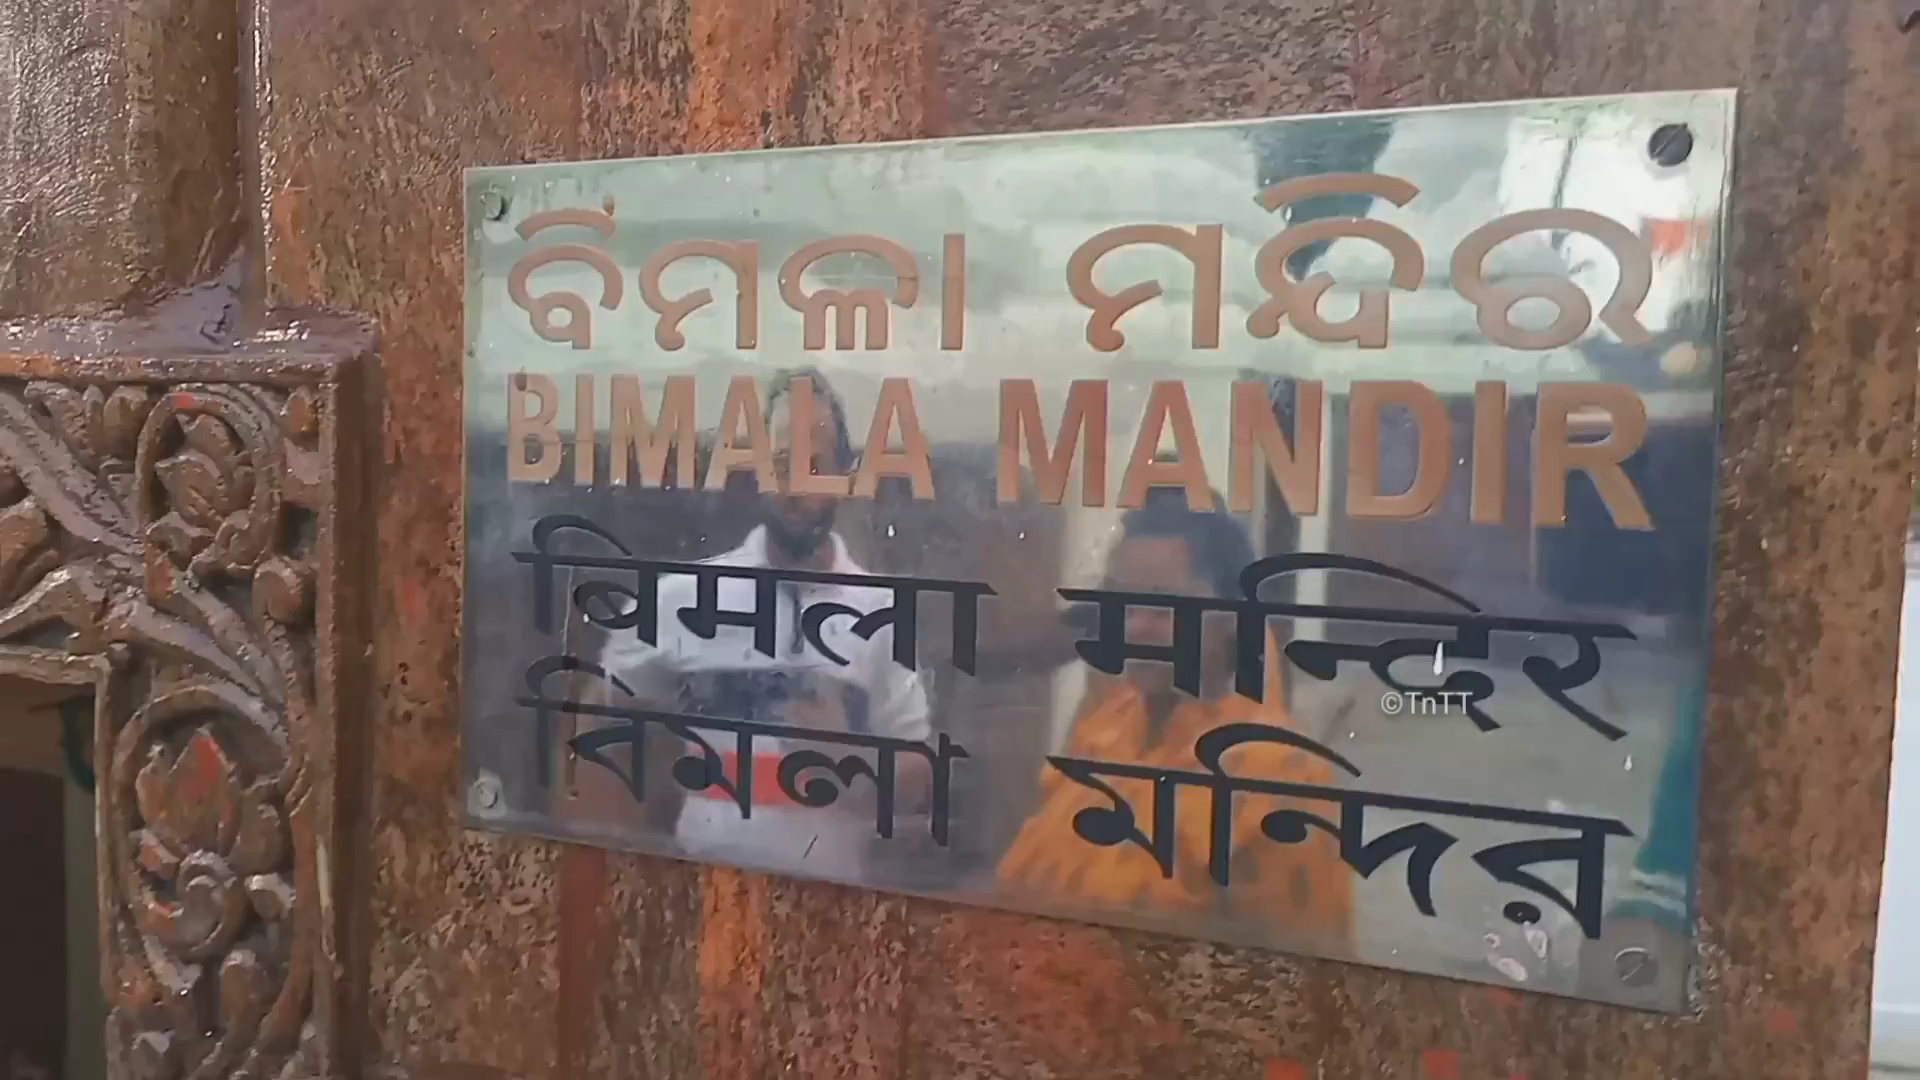 ବିମଳା ମନ୍ଦିର
BIMALA MANDIR
बिमला मन्दिर
©TnTT
বিমলা মন্দির